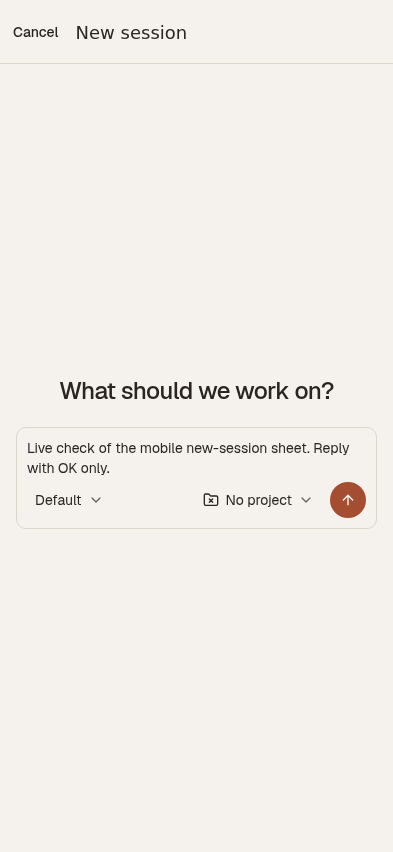 Cancel New session
What should we work on?
Live check of the mobile new-session sheet. Reply
with OK only.
Default No project